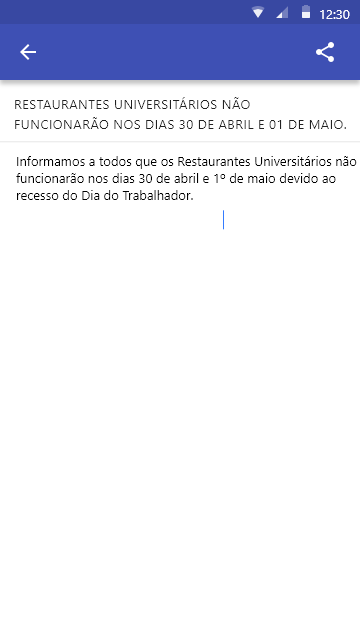 12:30
RESTAURANTES UNIVERSITÁRIOS NÃO
FUNCIONARÃO NOS DIAS 30 DE ABRIL E 01 DE MAIO.
Informamos a todos que os Restaurantes Universitários não
funcionarão nos dias 30 de abril e 1º de maio devido ao
recesso do Dia do Trabalhador.